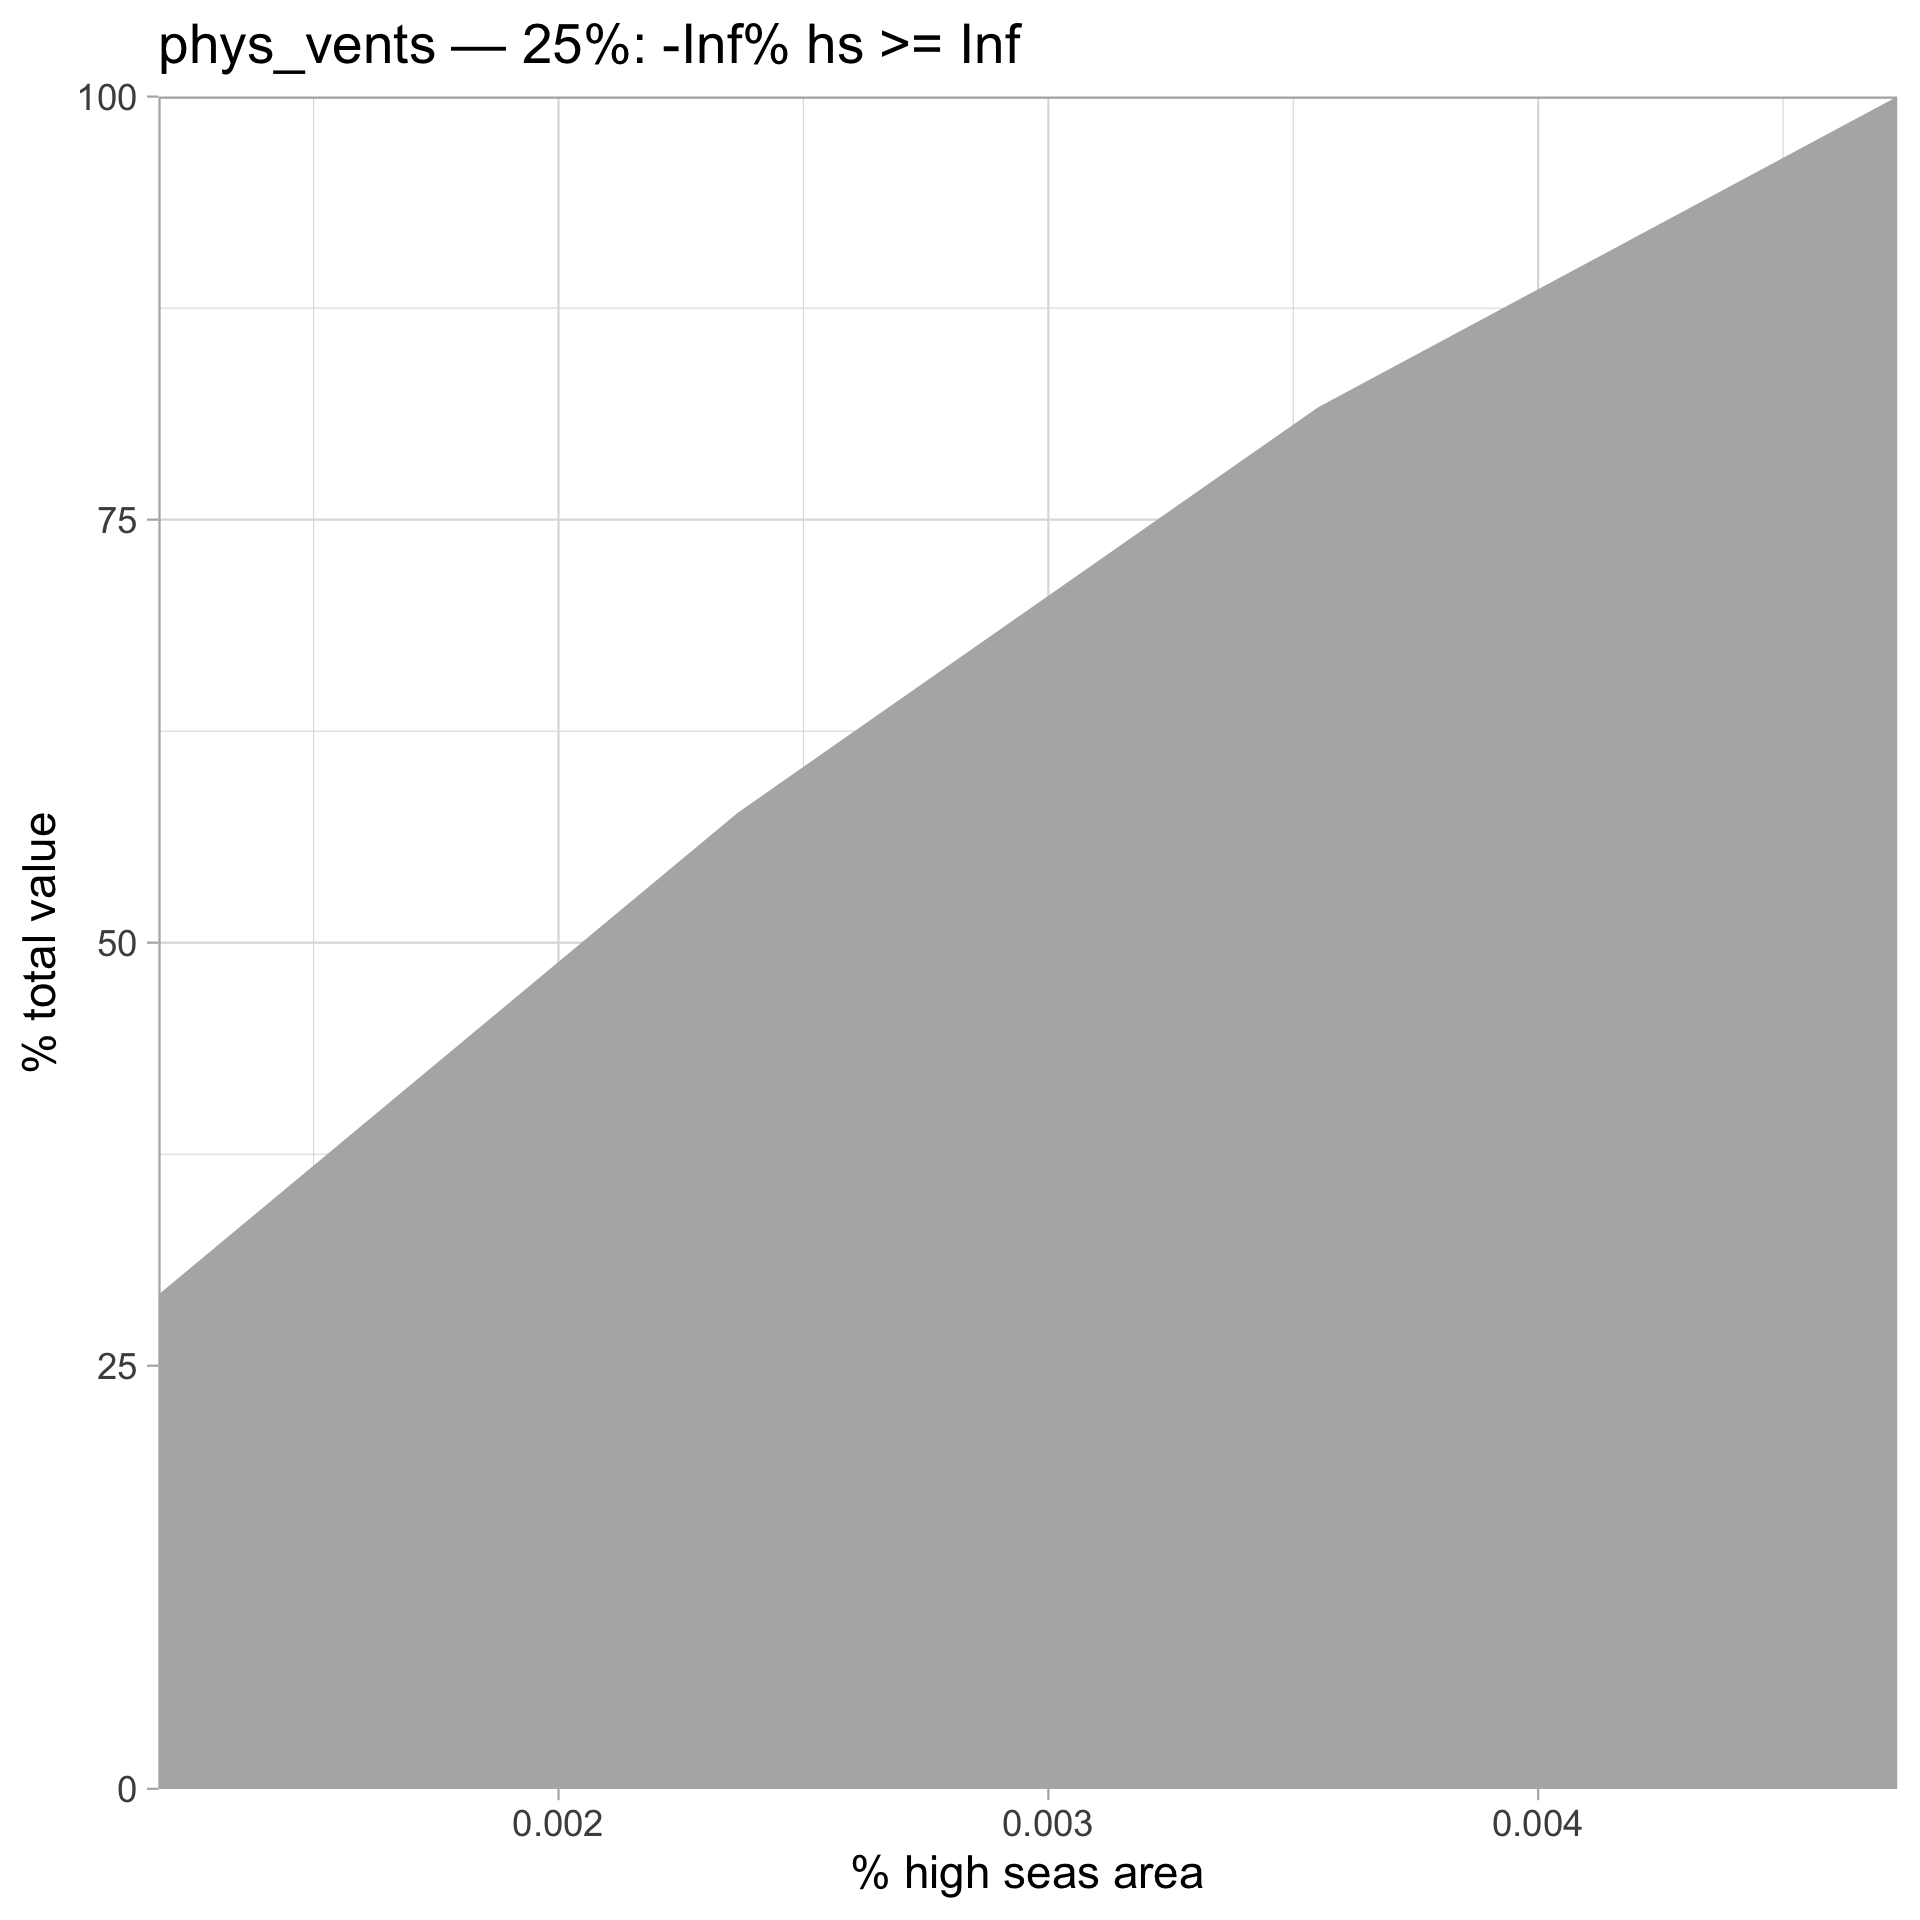 phys_vents — 25%: -Inf% hs >= Inf
100
75
50
25
0
% total value
0.002 0.003 0.004
% high seas area